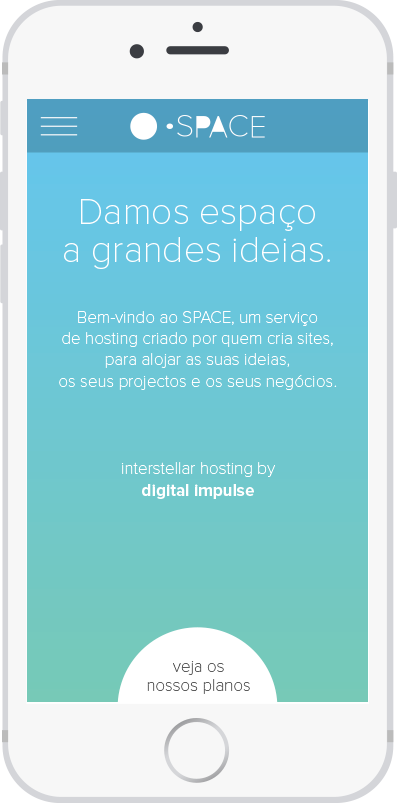 SPACE
Damos espaço
a grandes ideias.
Bem-vindo ao SPACE, um serviço
de hosting criado por quem cria sites,
para alojar as suas ideias,
os seus projectos e os seus negócios.
interstellar hosting by
digital impulse
veja os
nossos planos